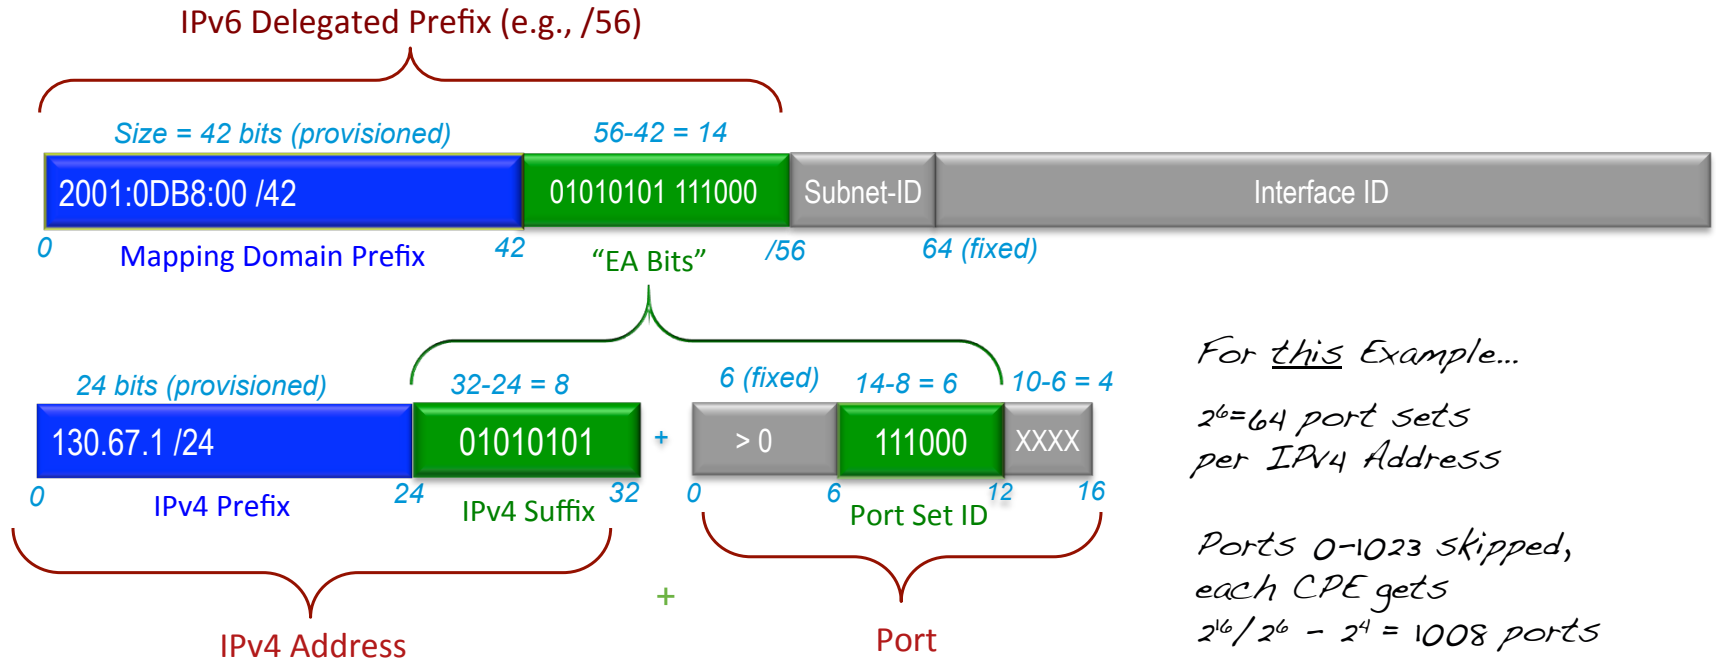 IPv6 Delegated Prefix (e.g., /56)
Size = 42 bits (provisioned) 56-42 = 14
2001:0DB8:00 /42 01010101 111000 Subnet-ID Interface ID
0 Mapping Domain Prefix 42 "EA Bits" /56 64 (fixed)
For this Example...
24 bits (provisioned) 32-24 = 8 6 (fixed) 14-8 = 6 10-6 = 4
2⁶=64 port sets
130.67.1 /24 01010101 + > 0 111000 XXXX
per IPv4 Address
0 IPv4 Prefix 24 IPv4 Suffix 32 0 6 Port Set ID 12 16
Ports 0-1023 skipped,
each CPE gets
+
2¹⁶/2⁶ - 2⁴ = 1008 ports
IPv4 Address Port